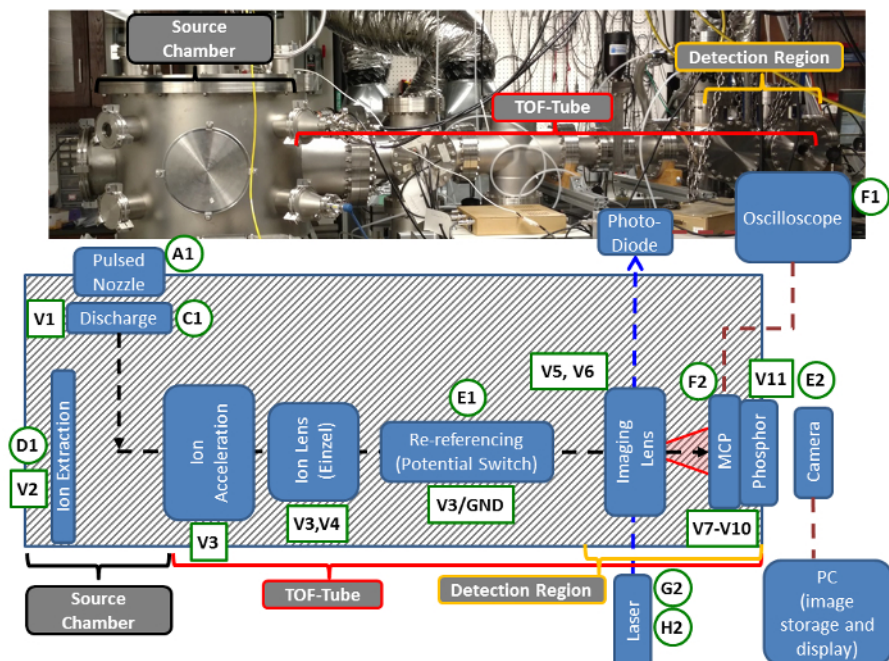 Source
Chamber
Detection Region
TOF-Tube
Photo-
Diode
Oscilloscope
F1
Pulsed
Nozzle
A1
V1
Discharge
C1
V5, V6
F2
V11
E2
E1
D1
V2
Ion Extraction
Ion
Acceleration
Ion Lens
(Einzel)
Re-referencing
(Potential Switch)
Imaging
Lens
MCP
Phosphor
Camera
V3
V3,V4
V3/GND
V7-V10
Source
Chamber
TOF-Tube
Detection Region
Laser
G2
H2
PC
(image
storage and
display)